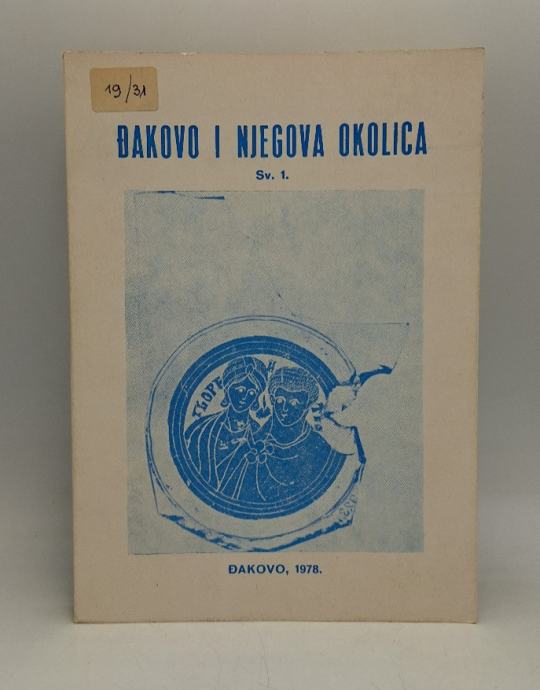 19/31
ĐAKOVO I NJEGOVA OKOLICA
Sv. 1.
ĐAKOVO, 1978.